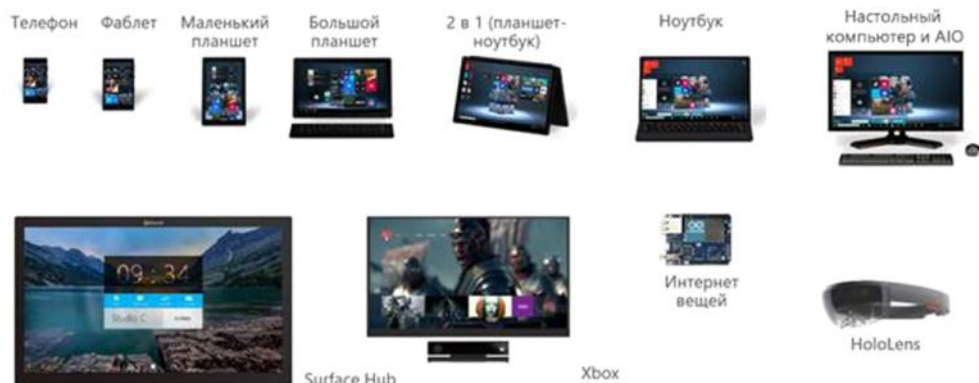 Телефон
Фаблет
Маленький
планшет
Большой
планшет
2 в 1 (планшет-
ноутбук)
Ноутбук
Настольный
компьютер и AIO
09:34
Studio C
Surface Hub
Xbox
Интернет
вещей
HoloLens